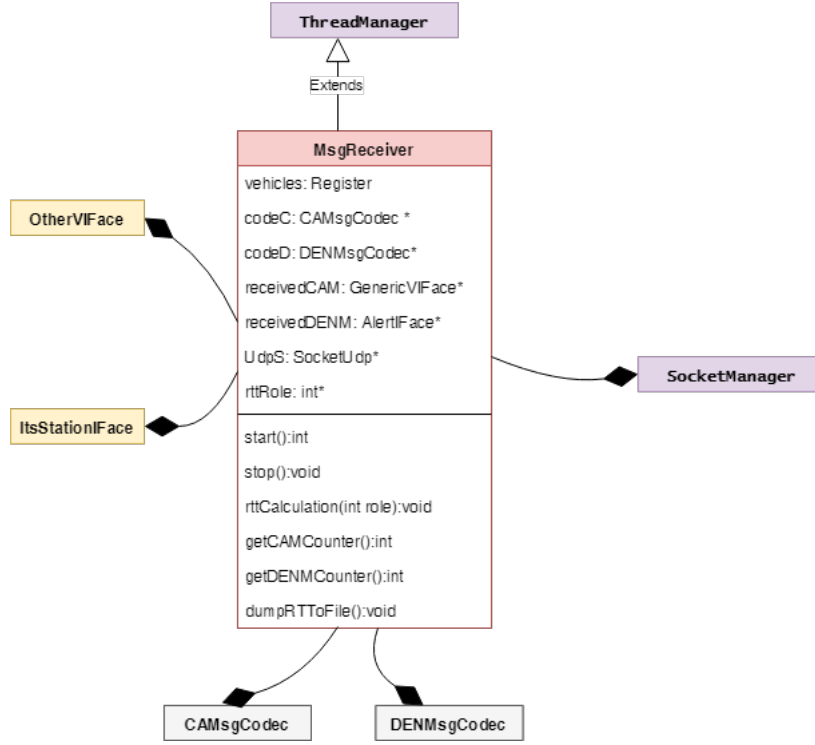 ThreadManager
Extends
MsgReceiver
vehicles: Register
codeC: CAMsgCodec *
codeD: DENMsgCodec*
receivedCAM: GenericVIFace*
receivedDENM: AlertIFace*
UdpS: SocketUdp*
rttRole: int*
start():int
stop():void
rttCalculation(int role):void
getCAMCounter():int
getDENMCounter():int
dumpRTToFile():void
OtherVIFace
ItsStationIFace
SocketManager
CAMsgCodec
DENMsgCodec